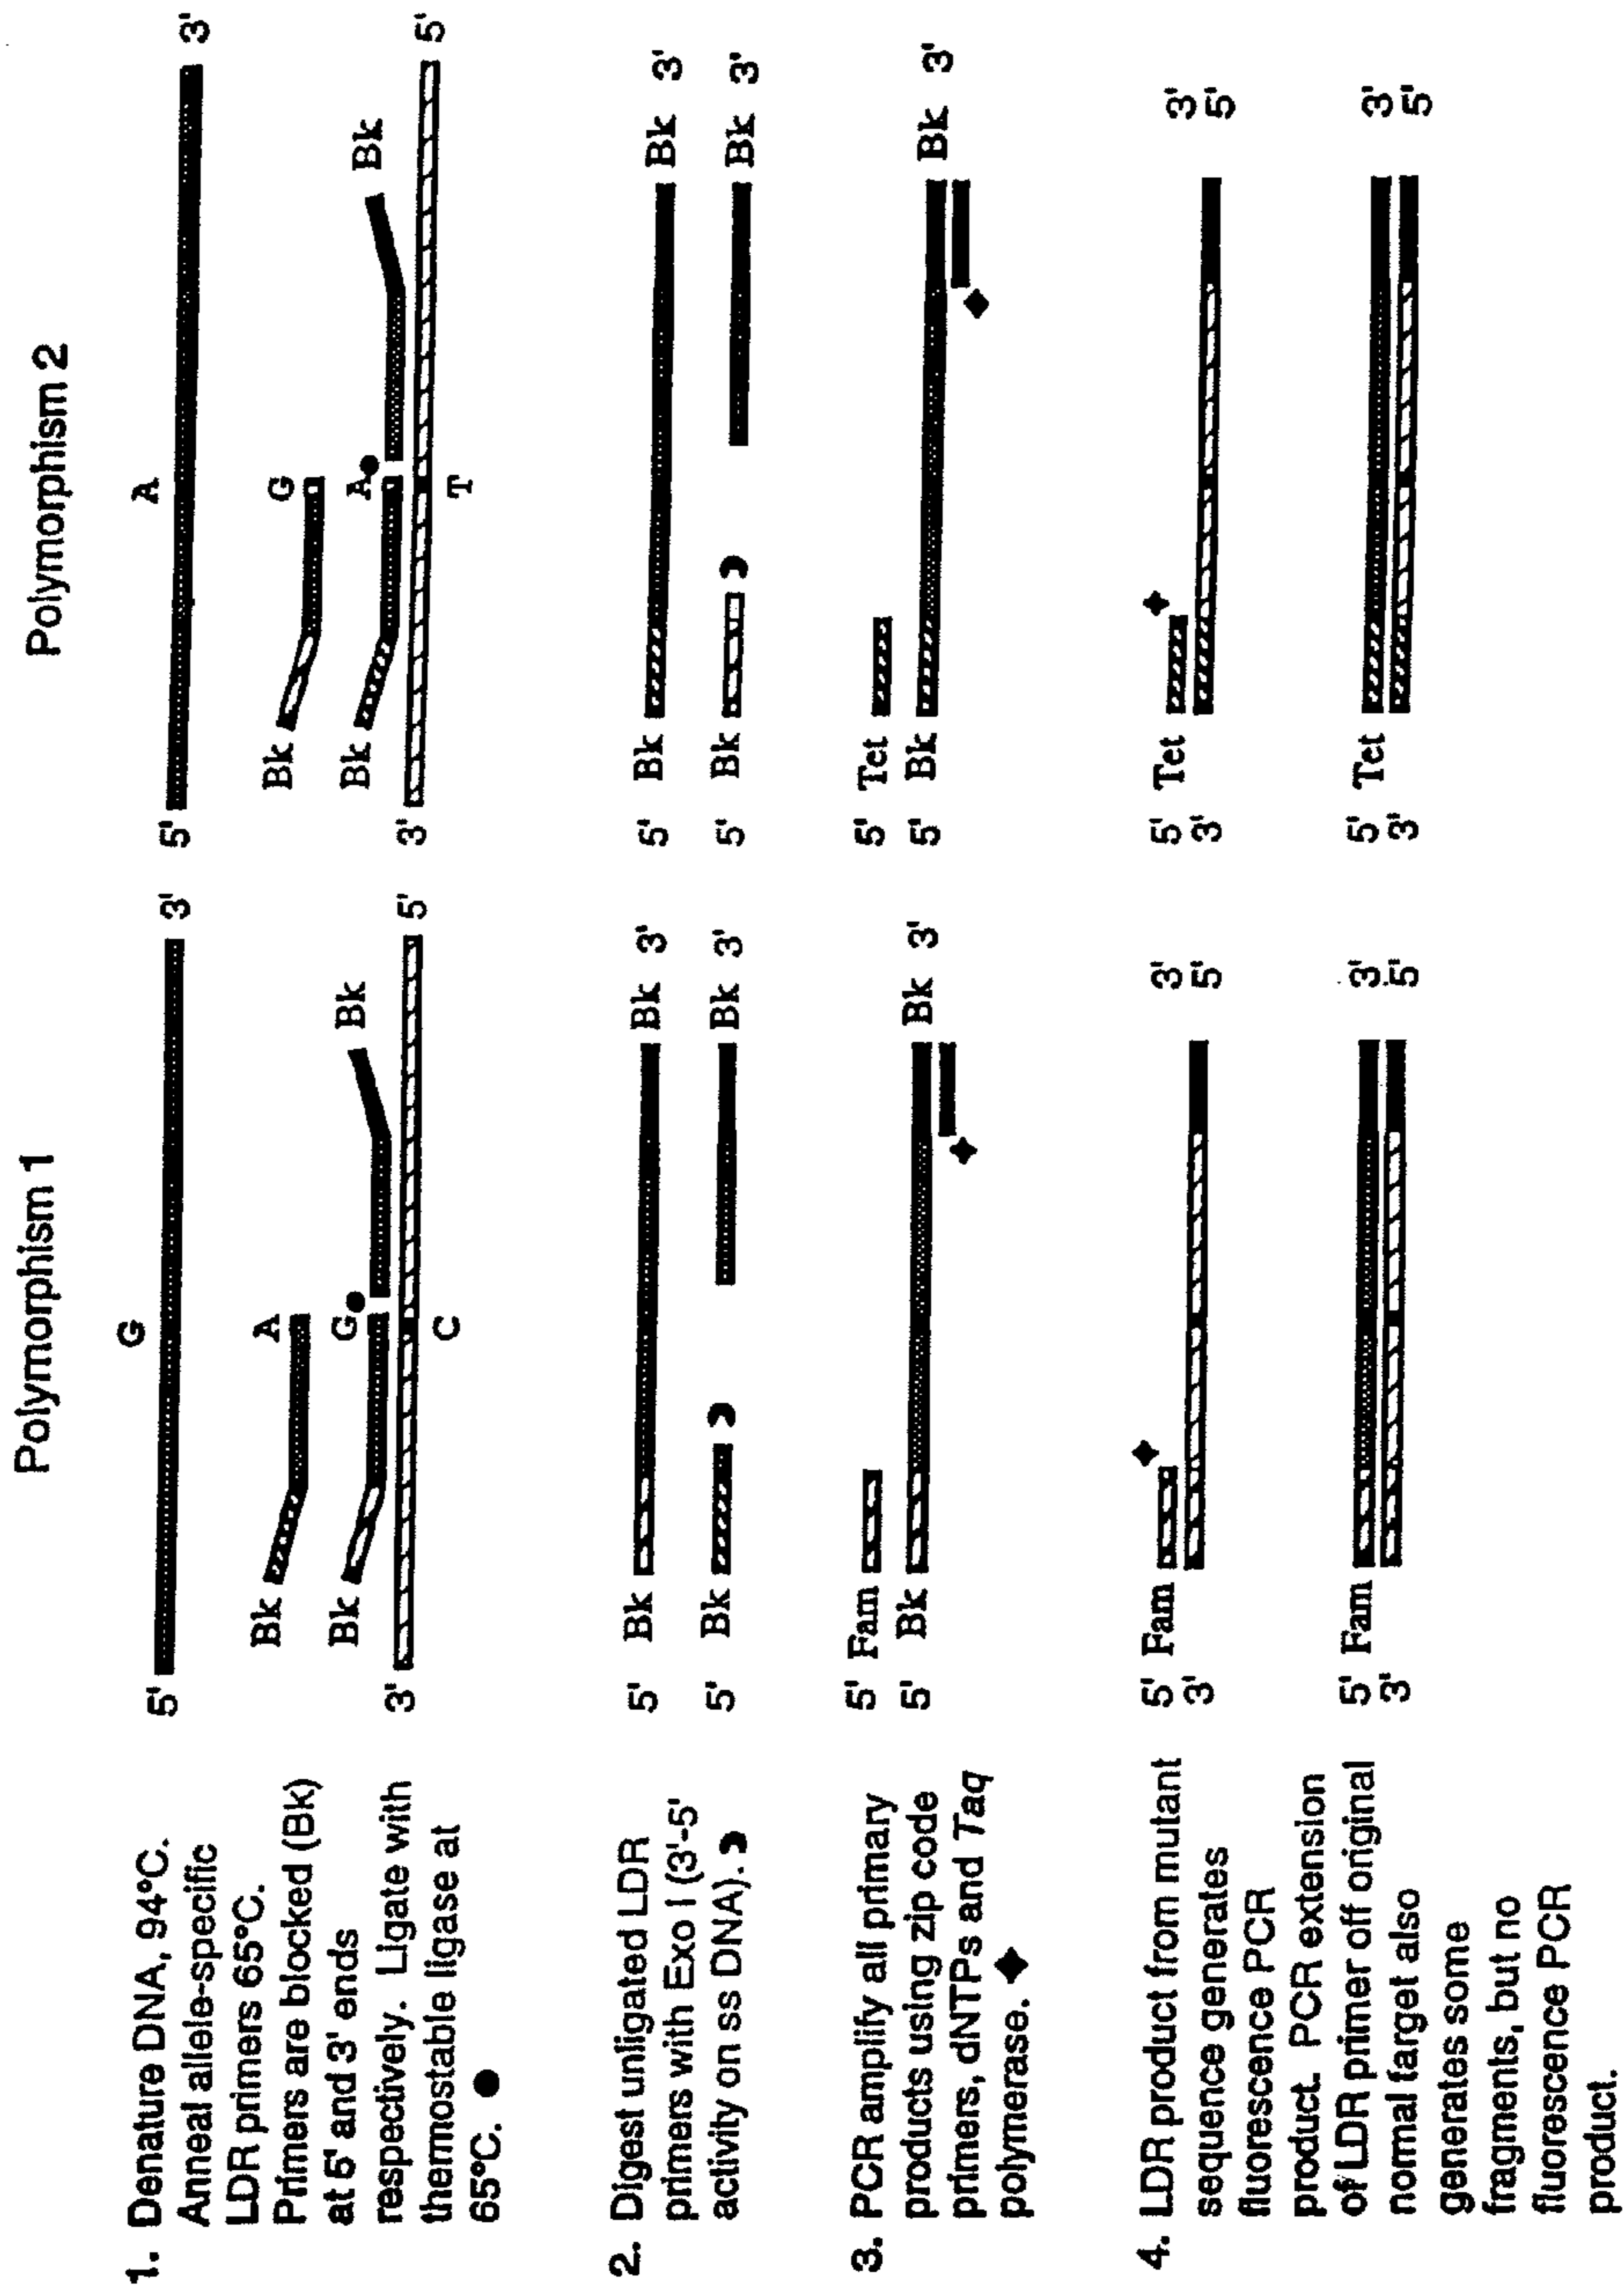 Polymorphism 1
Polymorphism 2
1. Denature DNA, 94°C.
Anneal allele-specific
LDR primers 65°C.
Primers are blocked (Bk)
at 5' and 3' ends
respectively. Ligate with
thermostable ligase at
65°C.
G
5' 3'
A
Bk
G
Bk Bk
3' 5'
C
A
5' 3'
G
Bk
A
Bk Bk
3' 5'
T
2. Digest unligated LDR
primers with Exo I (3'-5'
activity on ss DNA).
5' Bk Bk 3'
5' Bk Bk 3'
5' Bk Bk 3'
5' Bk Bk 3'
3. PCR amplify all primary
products using zip code
primers, dNTPs and Taq
polymerase.
5' Fam
5' Bk Bk 3'
5' Tet
5' Bk Bk 3'
4. LDR product from mutant
sequence generates
fluorescence PCR
product. PCR extension
of LDR primer off original
normal target also
generates some
fragments, but no
fluorescence PCR
product.
5' Fam 3'
3' 5'
5' Fam 3'
3' 5'
5' Tet 3'
3' 5'
5' Tet 3'
3' 5'